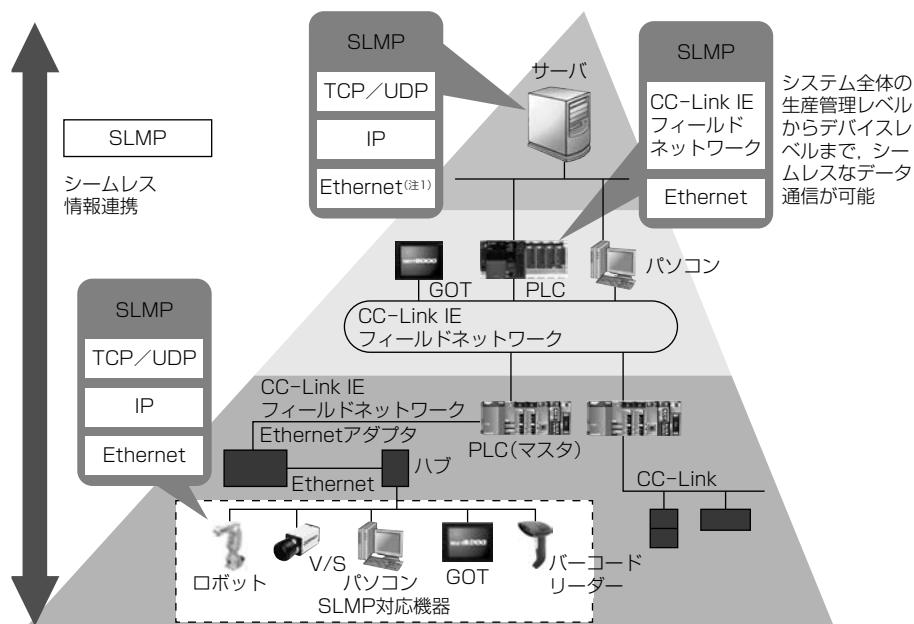 SLMP
シームレス
情報連携
SLMP
TCP／UDP
IP
Ethernet(注1)
サーバ
SLMP
CC-Link IE
フィールド
ネットワーク
Ethernet
システム全体の
生産管理レベル
からデバイスレ
ベルまで，シー
ムレスなデータ
通信が可能
GOT
PLC
パソコン
CC-Link IE
フィールドネットワーク
SLMP
TCP／UDP
IP
Ethernet
CC-Link IE
フィールドネットワーク
Ethernetアダプタ
PLC（マスタ）
ハブ
Ethernet
CC-Link
ロボット
V/S
パソコン
GOT
バーコード
リーダー
SLMP対応機器